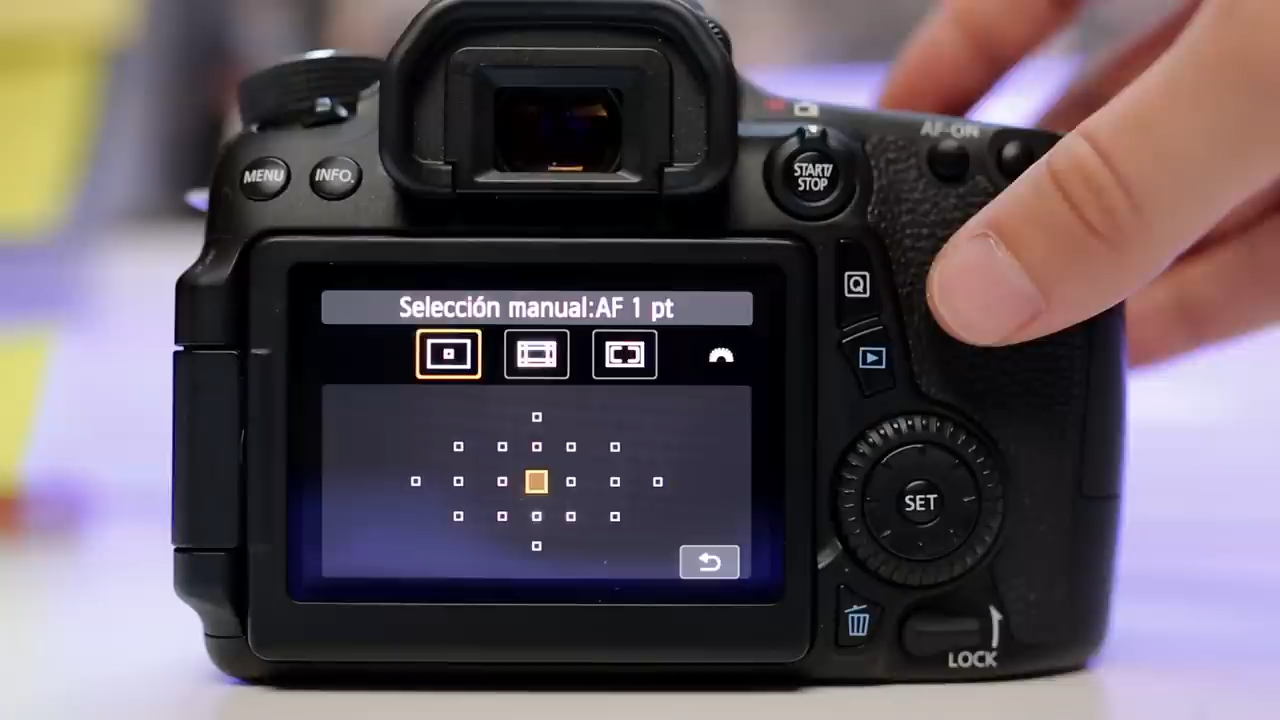 AF-ON
MENU
INFO.
START/
STOP
Q
Selección manual:AF 1 pt
SET
LOCK